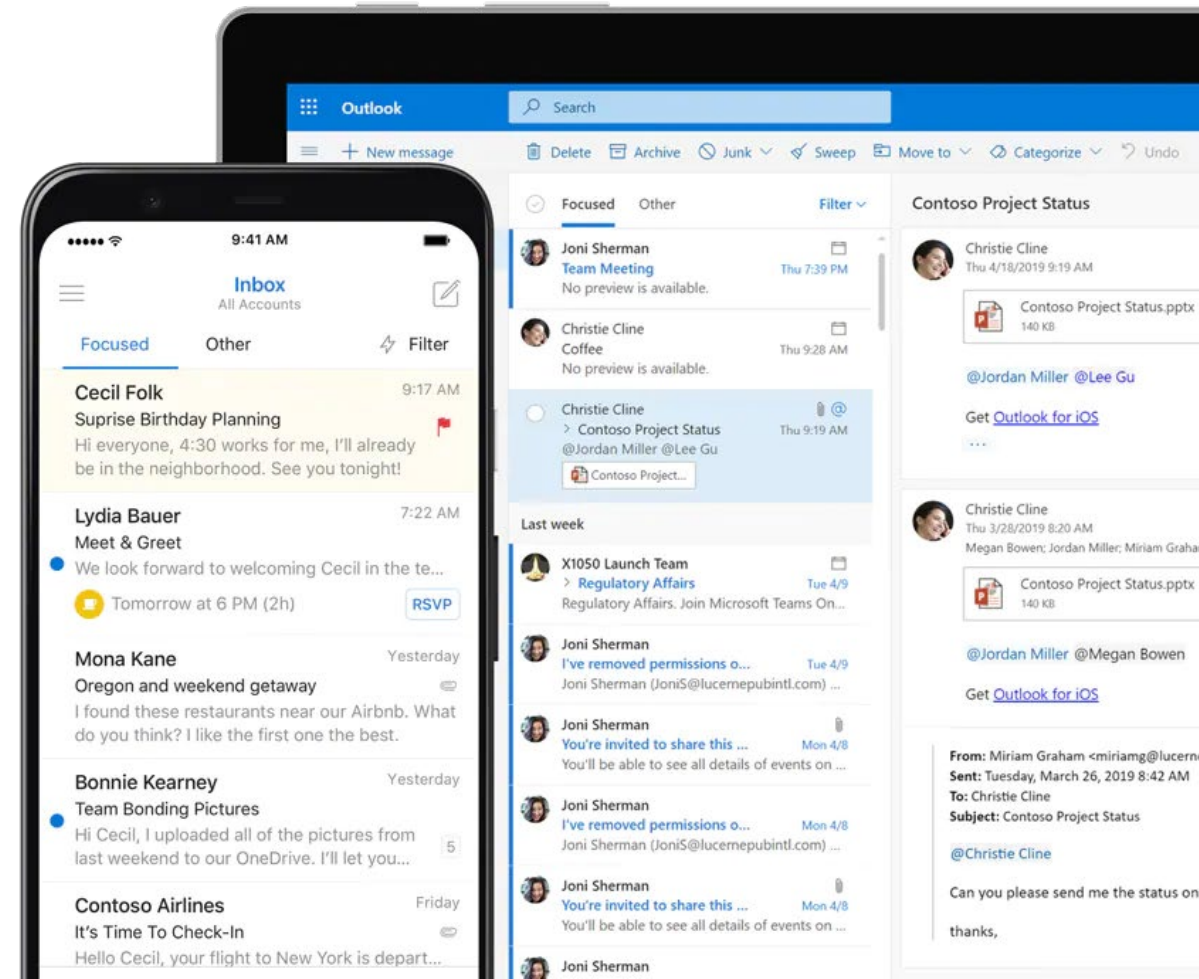 Outlook
Search
New message
Delete Archive Junk Sweep Move to Categorize Undo
9:41 AM
Inbox
All Accounts
Focused Other Filter
Cecil Folk 9:17 AM
Suprise Birthday Planning
Hi everyone, 4:30 works for me, I'll already
be in the neighborhood. See you tonight!
Lydia Bauer 7:22 AM
Meet & Greet
We look forward to welcoming Cecil in the te...
Tomorrow at 6 PM (2h) RSVP
Mona Kane Yesterday
Oregon and weekend getaway
I found these restaurants near our Airbnb. What
do you think? I like the first one the best.
Bonnie Kearney Yesterday
Team Bonding Pictures
Hi Cecil, I uploaded all of the pictures from
last weekend to our OneDrive. I'll let you... 5
Contoso Airlines Friday
It's Time To Check-In
Hello Cecil, your flight to New York is depart...
Focused Other Filter
Joni Sherman
Team Meeting Thu 7:39 PM
No preview is available.
Christie Cline
Coffee Thu 9:28 AM
No preview is available.
Christie Cline @
> Contoso Project Status Thu 9:19 AM
@Jordan Miller @Lee Gu
P Contoso Project...
Last week
X1050 Launch Team
> Regulatory Affairs Tue 4/9
Regulatory Affairs. Join Microsoft Teams On...
Joni Sherman
I've removed permissions o... Tue 4/9
Joni Sherman (JoniS@lucernepubintl.com) ...
Joni Sherman
You're invited to share this ... Mon 4/8
You'll be able to see all details of events on ...
Joni Sherman
I've removed permissions o... Mon 4/8
Joni Sherman (JoniS@lucernepubintl.com) ...
Joni Sherman
You're invited to share this ... Mon 4/8
You'll be able to see all details of events on ...
Joni Sherman
Contoso Project Status
Christie Cline
Thu 4/18/2019 9:19 AM
P Contoso Project Status.pptx
140 KB
@Jordan Miller @Lee Gu
Get Outlook for iOS
...
Christie Cline
Thu 3/28/2019 8:20 AM
Megan Bowen; Jordan Miller; Miriam Graha
P Contoso Project Status.pptx
140 KB
@Jordan Miller @Megan Bowen
Get Outlook for iOS
From: Miriam Graham <miriamg@lucerne
Sent: Tuesday, March 26, 2019 8:42 AM
To: Christie Cline
Subject: Contoso Project Status
@Christie Cline
Can you please send me the status on
thanks,